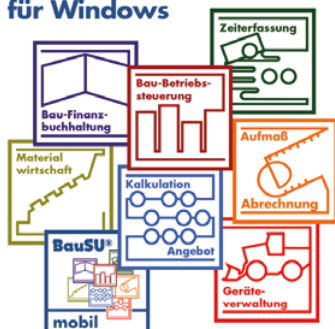 für Windows
Zeiterfassung
Bau-Finanz-
buchhaltung
Bau-Betriebs-
steuerung
Aufmaß
Abrechnung
Material
wirtschaft
Kalkulation
Angebot
BauSU®
mobil
Geräte-
verwaltung